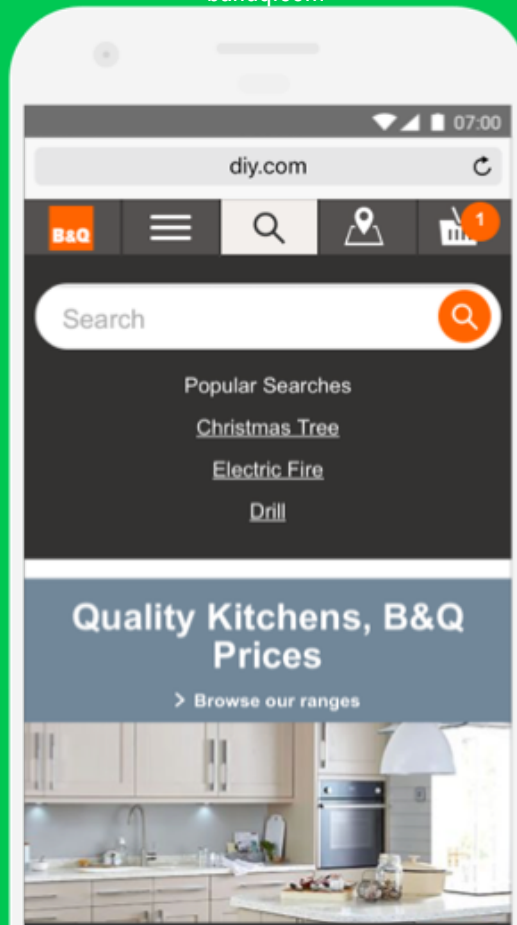 07:00
diy.com
B&Q
1
Search
Popular Searches
Christmas Tree
Electric Fire
Drill
Quality Kitchens, B&Q
Prices
> Browse our ranges